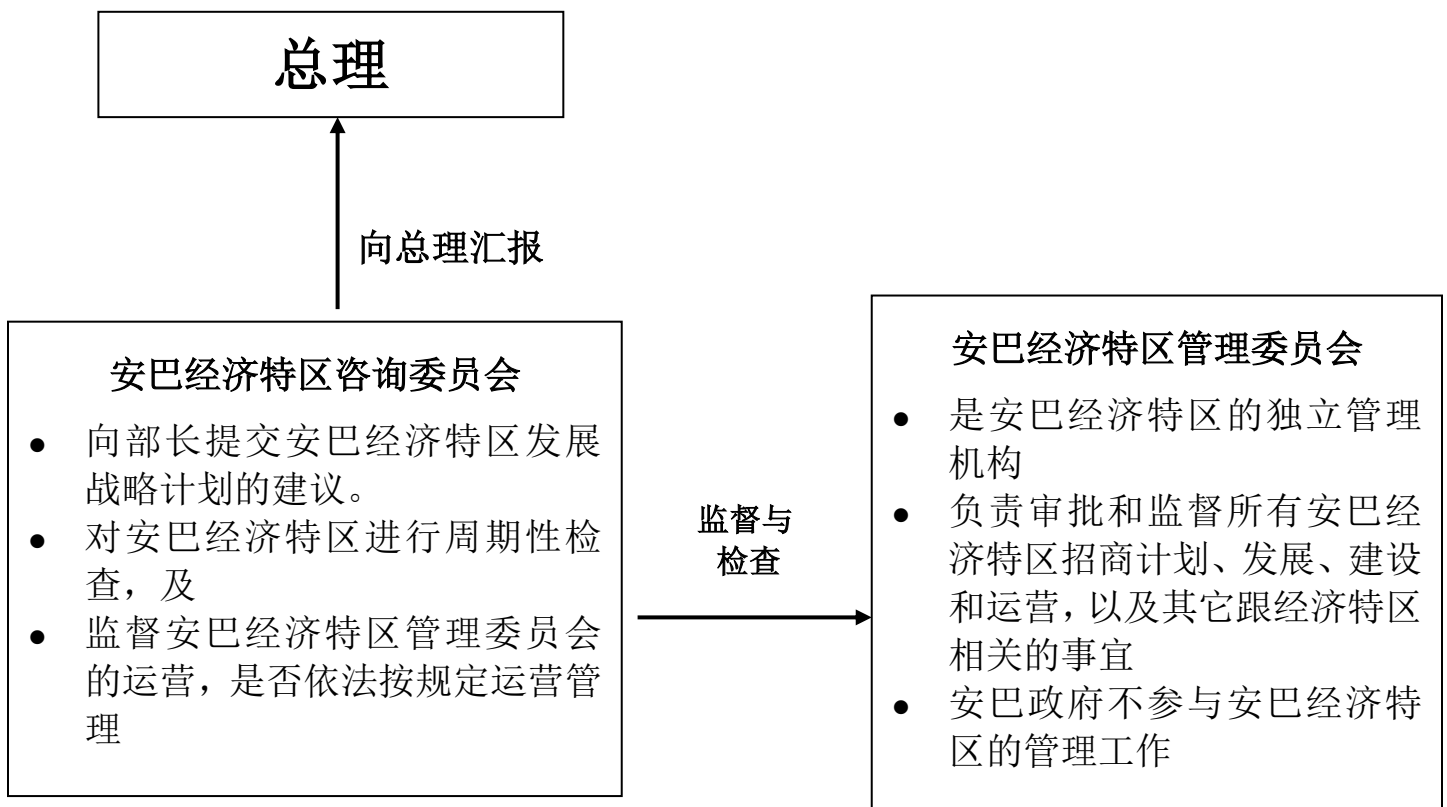 总理
向总理汇报
安巴经济特区咨询委员会
● 向部长提交安巴经济特区发展
战略计划的建议。
● 对安巴经济特区进行周期性检
查，及
● 监督安巴经济特区管理委员会
的运营，是否依法按规定运营管
理
监督与
检查
安巴经济特区管理委员会
● 是安巴经济特区的独立管理
机构
● 负责审批和监督所有安巴经
济特区招商计划、发展、建设
和运营，以及其它跟经济特区
相关的事宜
● 安巴政府不参与安巴经济特
区的管理工作